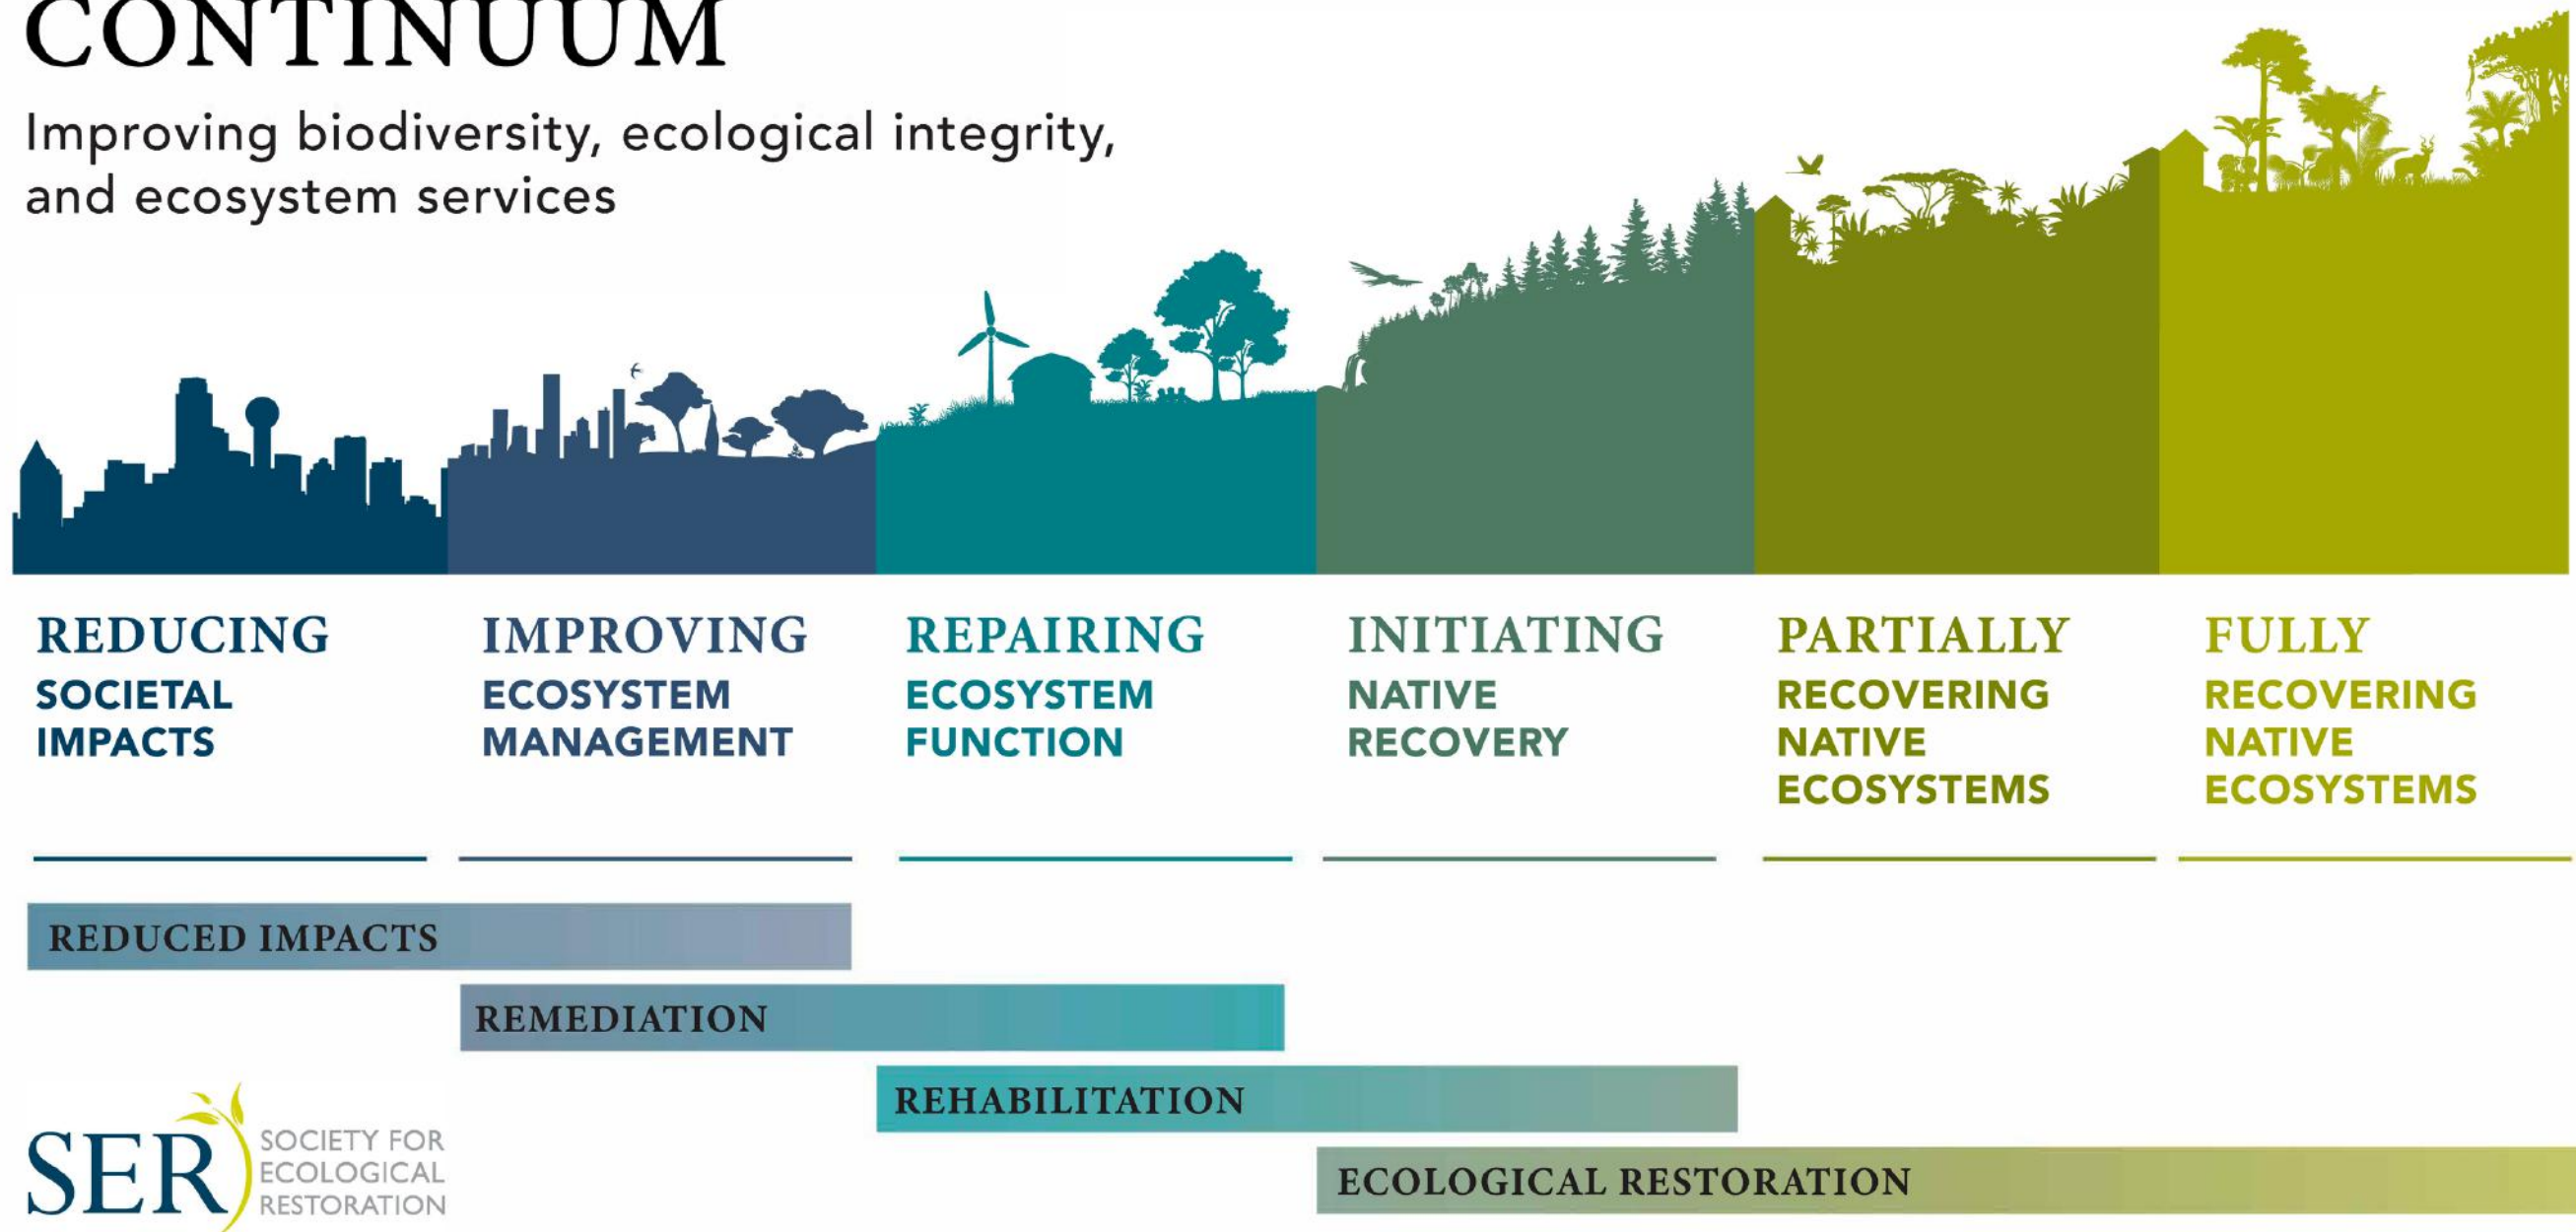 CONTINUUM
Improving biodiversity, ecological integrity,
and ecosystem services
REDUCING
SOCIETAL
IMPACTS
IMPROVING
ECOSYSTEM
MANAGEMENT
REPAIRING
ECOSYSTEM
FUNCTION
INITIATING
NATIVE
RECOVERY
PARTIALLY
RECOVERING
NATIVE
ECOSYSTEMS
FULLY
RECOVERING
NATIVE
ECOSYSTEMS
REDUCED IMPACTS
REMEDIATION
REHABILITATION
ECOLOGICAL RESTORATION
SER
SOCIETY FOR
ECOLOGICAL
RESTORATION